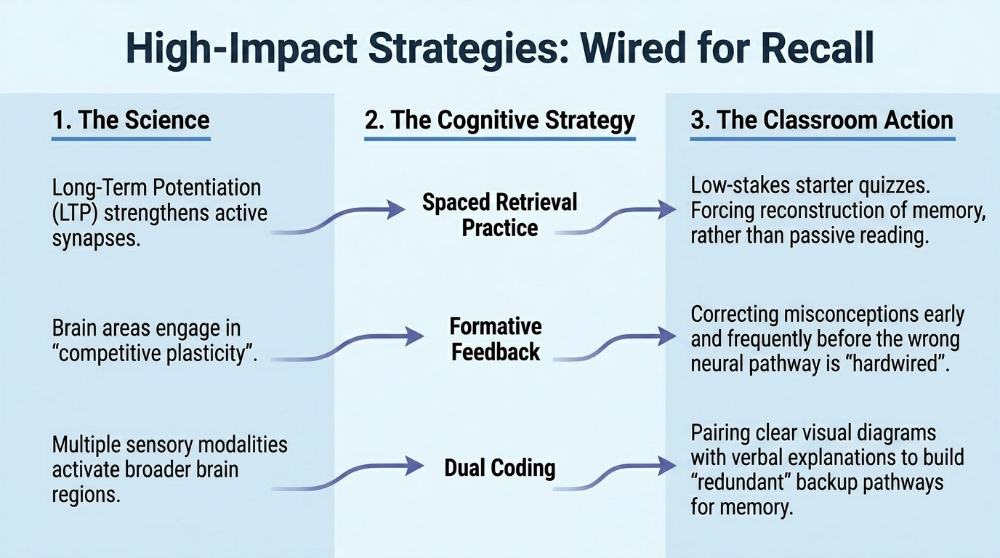 High-Impact Strategies: Wired for Recall
1. The Science
2. The Cognitive Strategy
3. The Classroom Action
Long-Term Potentiation
(LTP) strengthens active
synapses.
Spaced Retrieval
Practice
Low-stakes starter quizzes.
Forcing reconstruction of memory,
rather than passive reading.
Brain areas engage in
“competitive plasticity”.
Formative
Feedback
Correcting misconceptions early
and frequently before the wrong
neural pathway is “hardwired”.
Multiple sensory modalities
activate broader brain
regions.
Dual Coding
Pairing clear visual diagrams
with verbal explanations to build
“redundant” backup pathways
for memory.